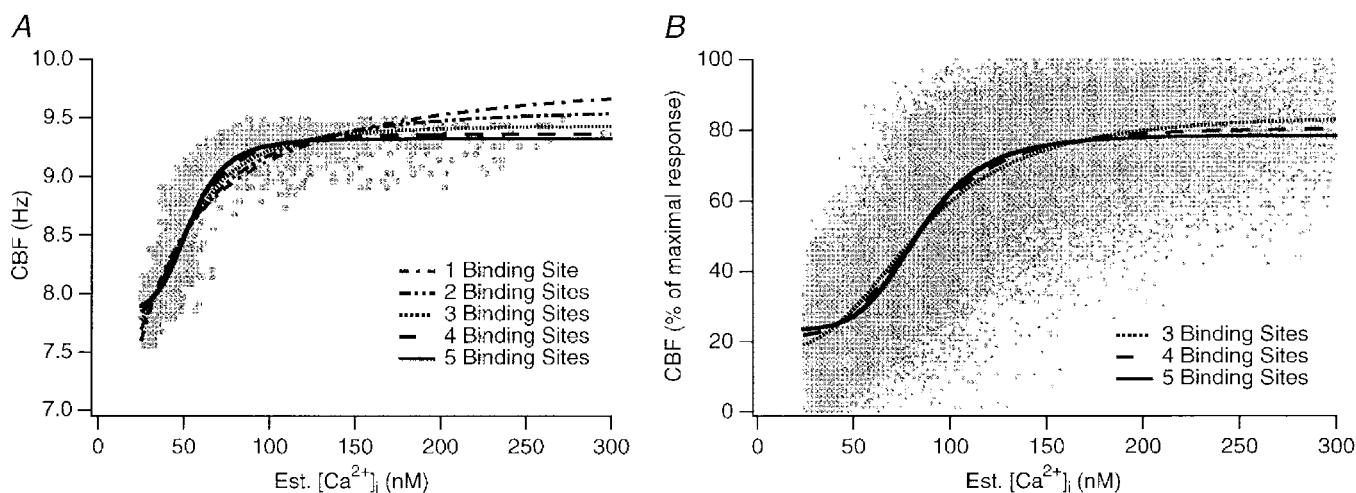 A
CBF (Hz)
10.0
9.5
9.0
8.5
8.0
7.5
7.0
0 50 100 150 200 250 300
Est. [Ca2+]i (nM)
1 Binding Site
2 Binding Sites
3 Binding Sites
4 Binding Sites
5 Binding Sites
B
CBF (% of maximal response)
100
80
60
40
20
0
0 50 100 150 200 250 300
Est. [Ca2+]i (nM)
3 Binding Sites
4 Binding Sites
5 Binding Sites